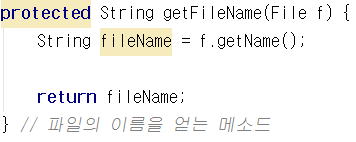 protected String getFileName(File f) {
    String fileName = f.getName();
    return fileName;
} // 파일의 이름을 얻는 메소드